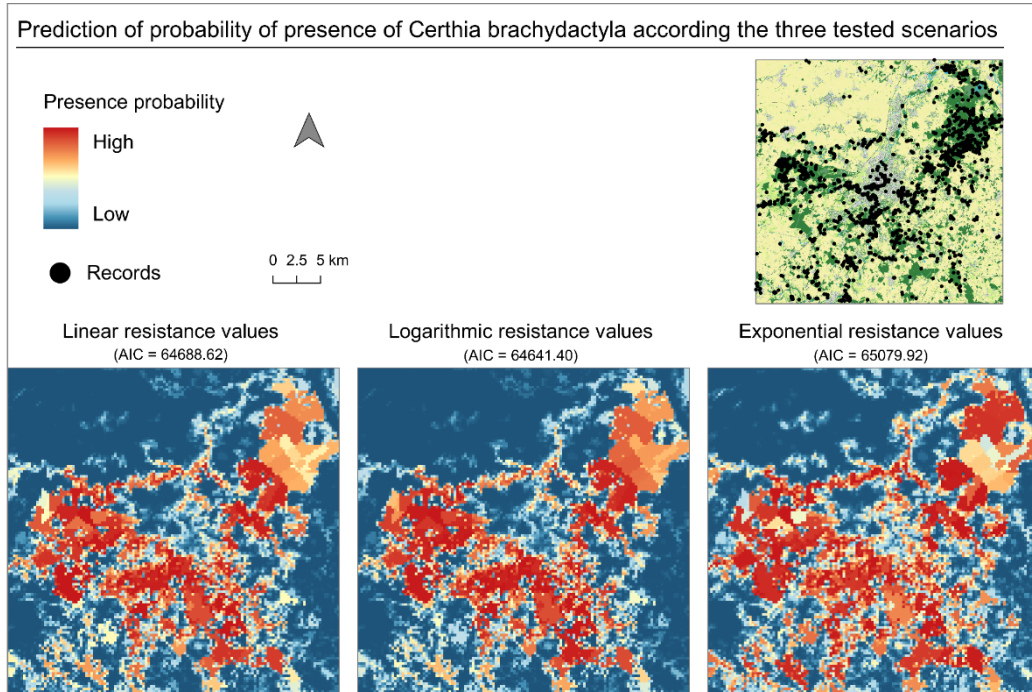 Prediction of probability of presence of Certhia brachydactyla according the three tested scenarios
Presence probability
High
Low
Records
0 2.5 5 km
Linear resistance values
(AIC = 64688.62)
Logarithmic resistance values
(AIC = 64641.40)
Exponential resistance values
(AIC = 65079.92)